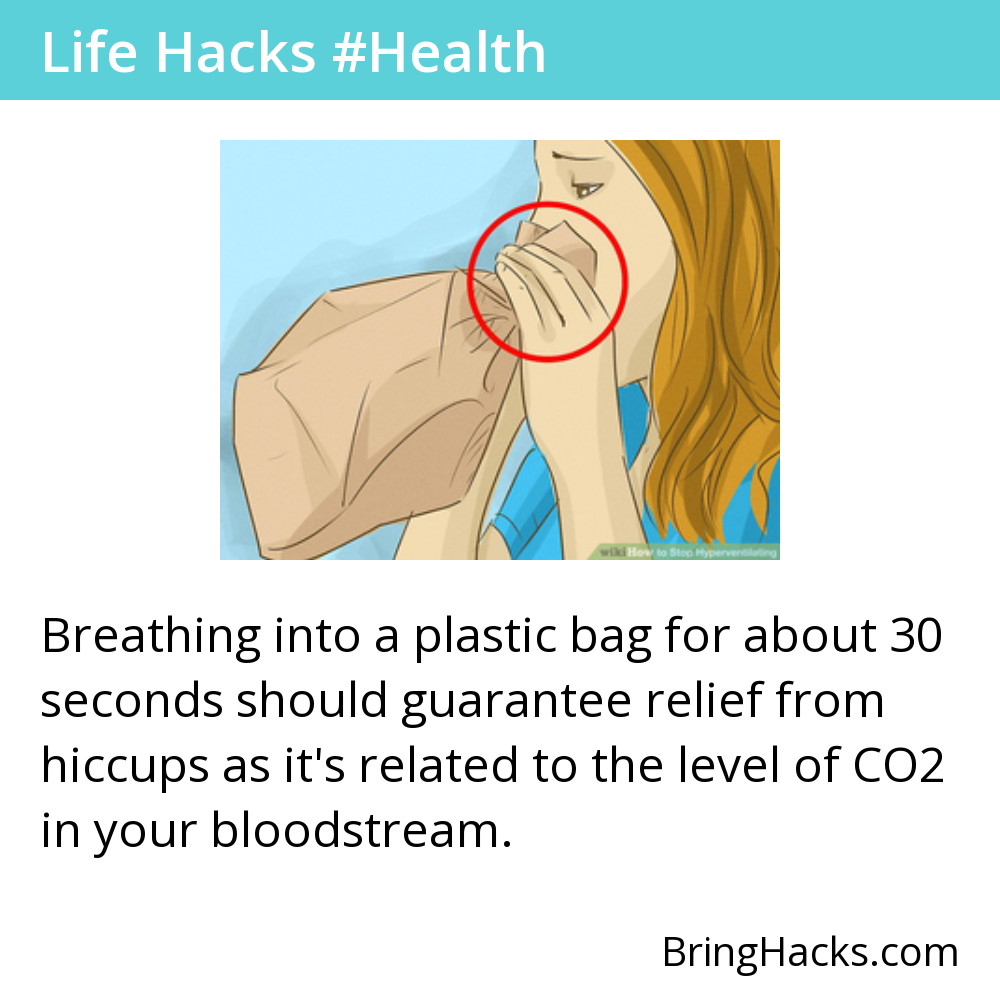 Life Hacks #Health
wikiHow to Stop Hyperventilating
Breathing into a plastic bag for about 30
seconds should guarantee relief from
hiccups as it's related to the level of CO2
in your bloodstream.
BringHacks.com